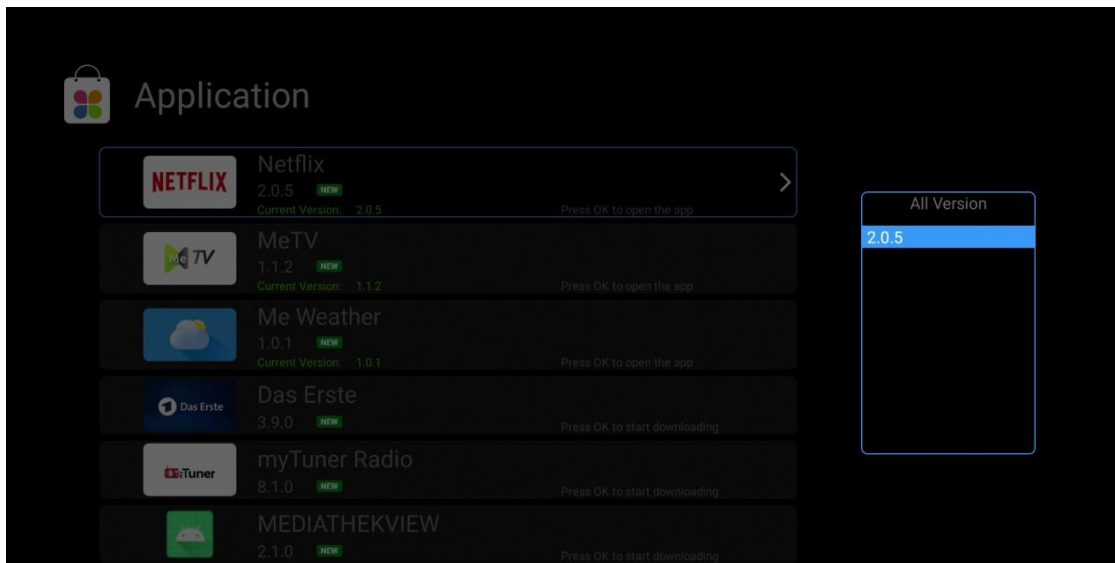 Application
NETFLIX
Netflix
2.0.5 NEW
Current Version: 2.0.5 Press OK to open the app
Me TV
MeTV
1.1.2 NEW
Current Version: 1.1.2 Press OK to open the app
Me Weather
1.0.1 NEW
Current Version: 1.0.1 Press OK to open the app
Das Erste
Das Erste
3.9.0 NEW
Press OK to start downloading
Tuner
myTuner Radio
8.1.0 NEW
Press OK to start downloading
MEDIATHEKVIEW
2.1.0 NEW
Press OK to start downloading
All Version
2.0.5